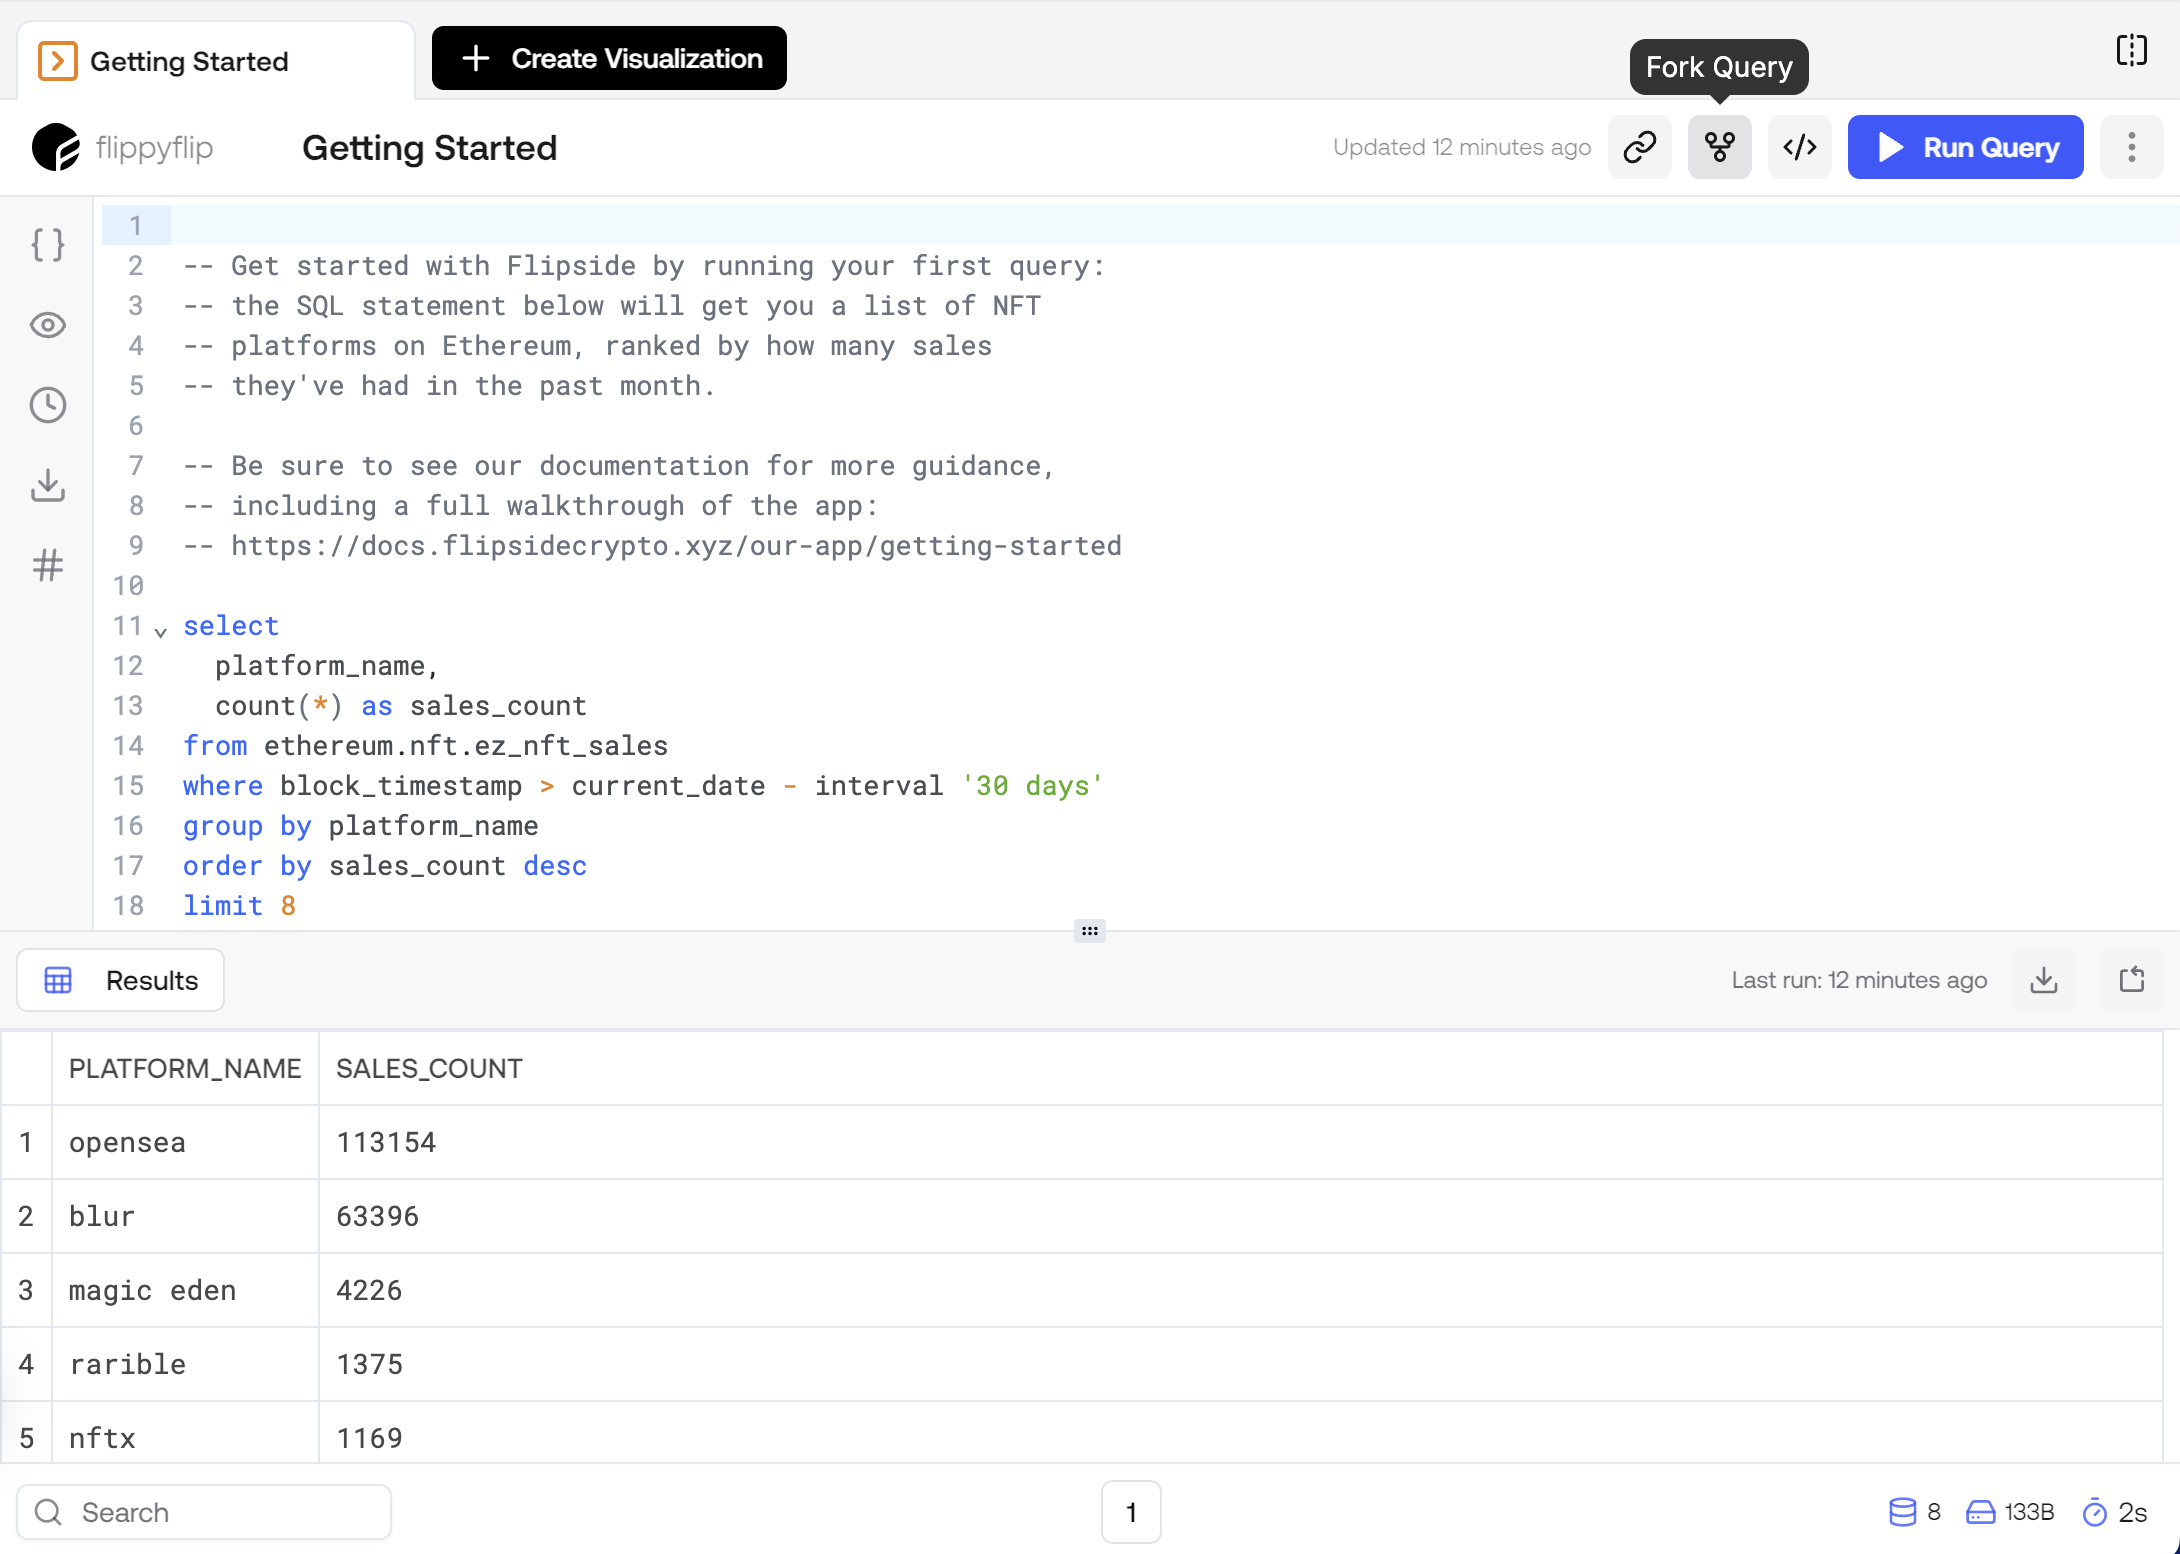 Getting Started
Create Visualization
Fork Query
flippyflip
Getting Started
Updated 12 minutes ago
Run Query
1
2 -- Get started with Flipside by running your first query:
3 -- the SQL statement below will get you a list of NFT
4 -- platforms on Ethereum, ranked by how many sales
5 -- they've had in the past month.
6
7 -- Be sure to see our documentation for more guidance,
8 -- including a full walkthrough of the app:
9 -- https://docs.flipsidecrypto.xyz/our-app/getting-started
10
11 select
12 platform_name,
13 count(*) as sales_count
14 from ethereum.nft.ez_nft_sales
15 where block_timestamp > current_date - interval '30 days'
16 group by platform_name
17 order by sales_count desc
18 limit 8
Results
Last run: 12 minutes ago
PLATFORM_NAME SALES_COUNT
1 opensea 113154
2 blur 63396
3 magic eden 4226
4 rarible 1375
5 nftx 1169
Search
1
8 133B 2s